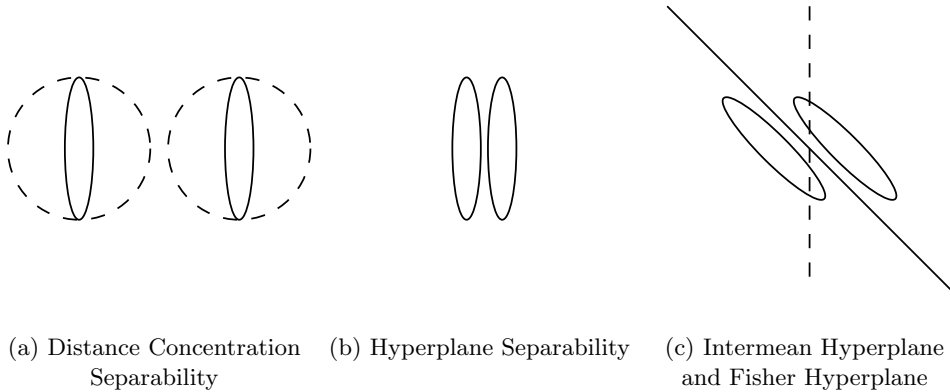 (a) Distance Concentration
Separability
(b) Hyperplane Separability
(c) Intermean Hyperplane
and Fisher Hyperplane